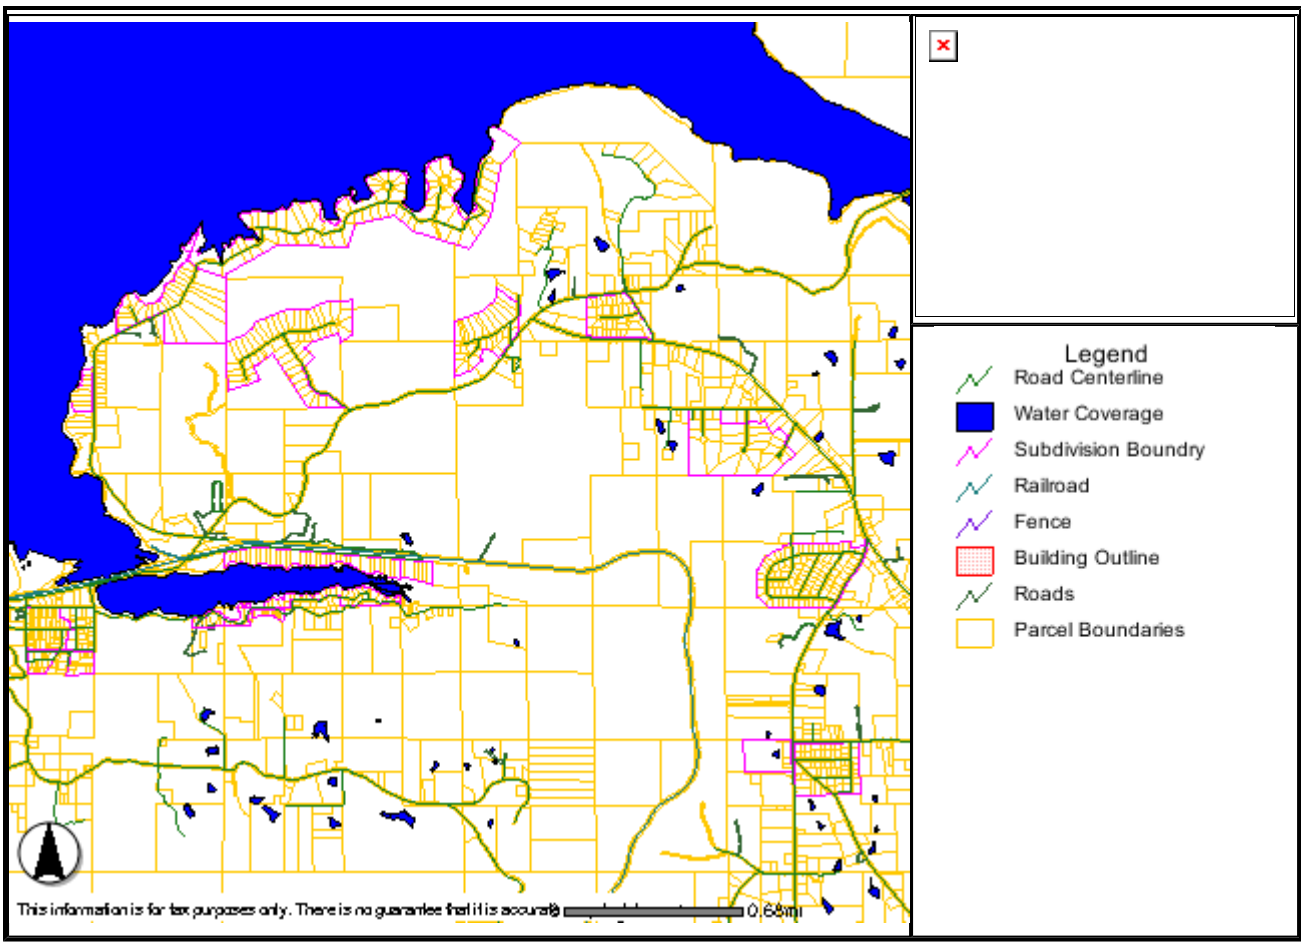 Legend
Road Centerline
Water Coverage
Subdivision Boundry
Railroad
Fence
Building Outline
Roads
Parcel Boundaries
This information is for tax purposes only. There is no guarantee that it is accurate
0.68mi